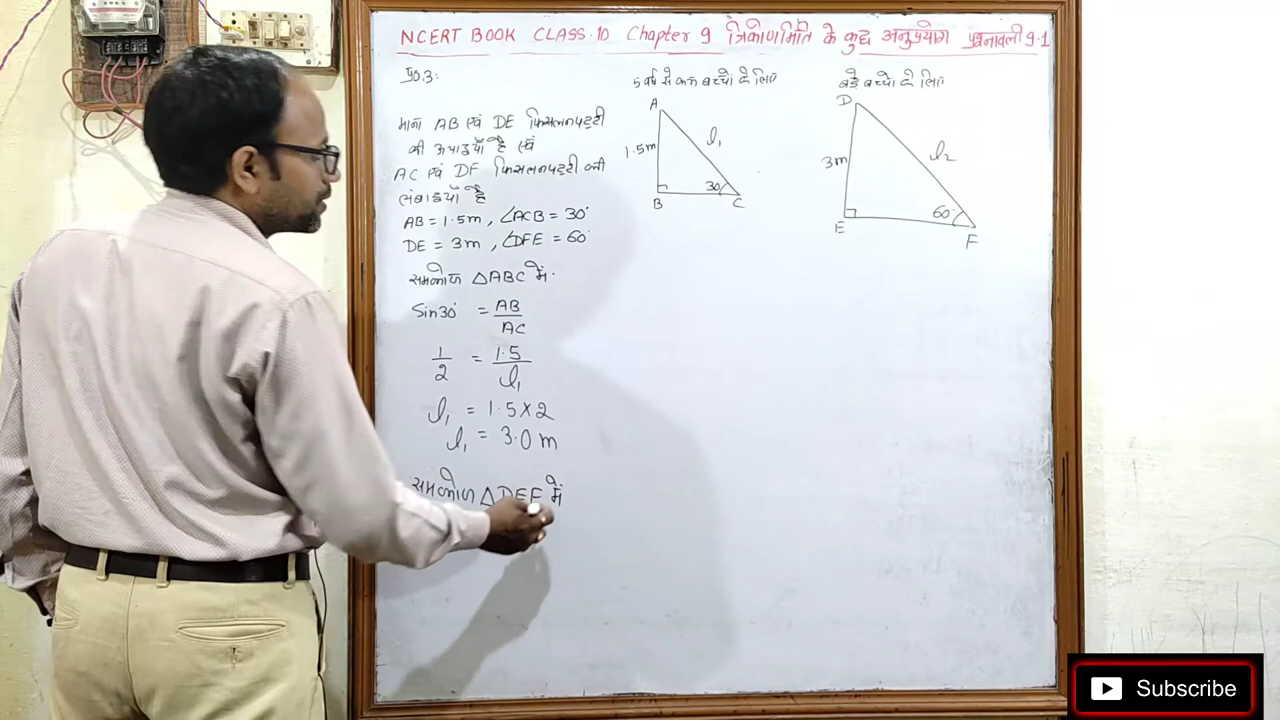 NCERT BOOK CLASS-10 Chapter 9 त्रिकोणमिति के कुछ अनुप्रयोग प्रश्नावली 9.1
प्र03:
5 वर्ष से कम बच्चो के लिए
बड़े बच्चो के लिए
माना AB एवं DE फिसलनपट्टी
की ऊचाइयाँ है एवं
AC एवं DF फिसलनपट्टी की
लंबाइयाँ है
AB = 1.5m, ∠ACB = 30°
DE = 3m, ∠DFE = 60°
समकोण △ABC में.
Sin30° = AB/AC
1/2 = 1.5/l₁
l₁ = 1.5×2
l₁ = 3.0 m
समकोण △DEF में
A
1.5m
l₁
30°
B
C
D
3m
l₂
60°
E
F
Subscribe